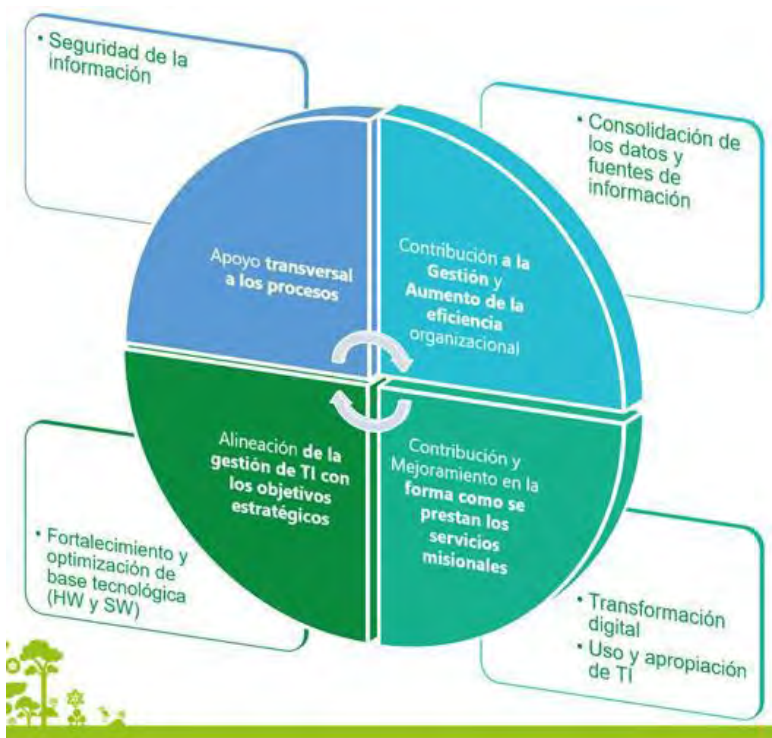 • Seguridad de la
información
• Consolidación de
los datos y
fuentes de
información
Apoyo transversal
a los procesos
Contribución a la
Gestión y
Aumento de la
eficiencia
organizacional
Alineación de la
gestión de TI con
los objetivos
estratégicos
Contribución y
Mejoramiento en la
forma como se
prestan los
servicios
misionales
• Fortalecimiento y
optimización de
base tecnológica
(HW y SW)
• Transformación
digital
• Uso y apropiación
de TI